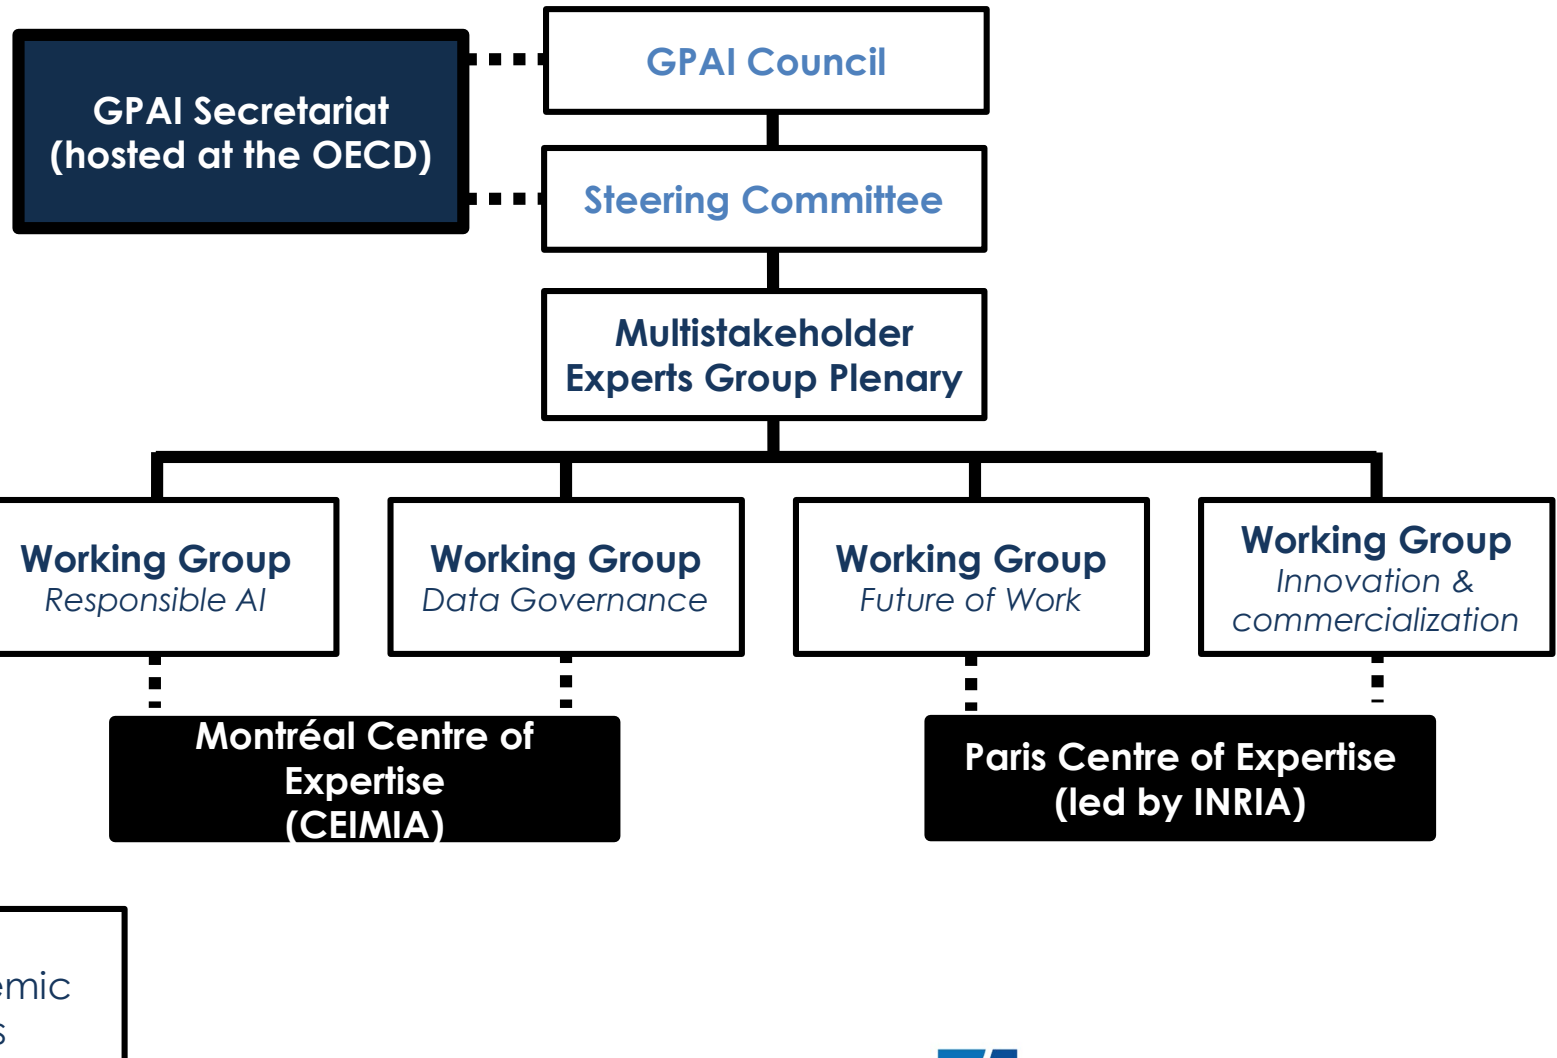 GPAI Council
GPAI Secretariat
(hosted at the OECD)
Steering Committee
Multistakeholder
Experts Group Plenary
Working Group
Responsible AI
Working Group
Data Governance
Working Group
Future of Work
Working Group
Innovation &
commercialization
Montréal Centre of
Expertise
(CEIMIA)
Paris Centre of Expertise
(led by INRIA)